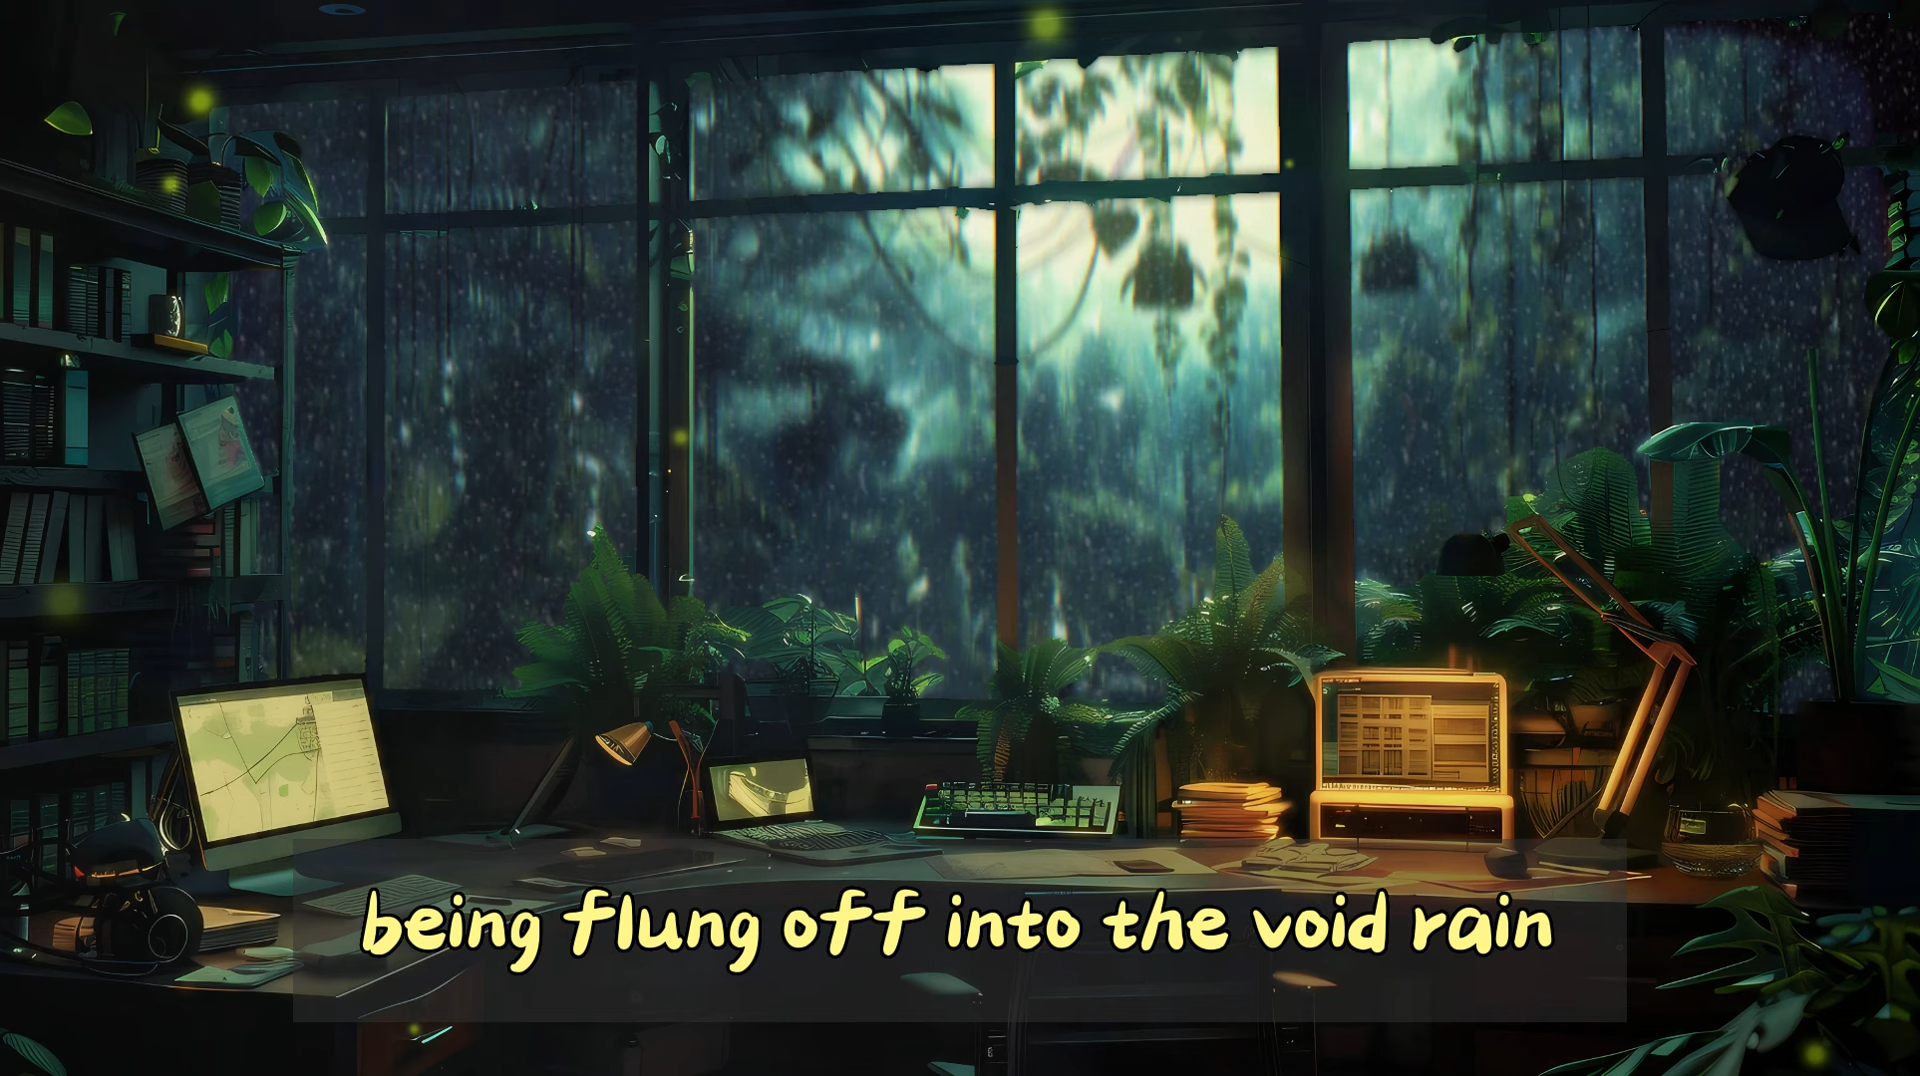 being flung off into the void rain